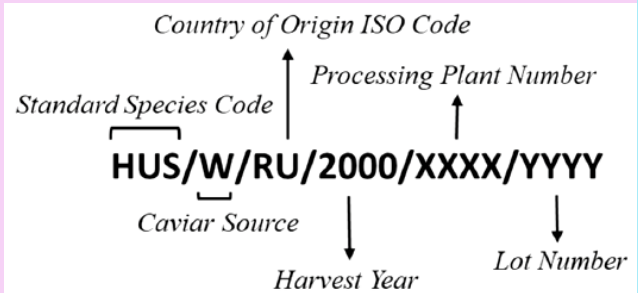 Country of Origin ISO Code
Processing Plant Number
Standard Species Code
HUS/W/RU/2000/XXXX/YYYY
Caviar Source
Lot Number
Harvest Year